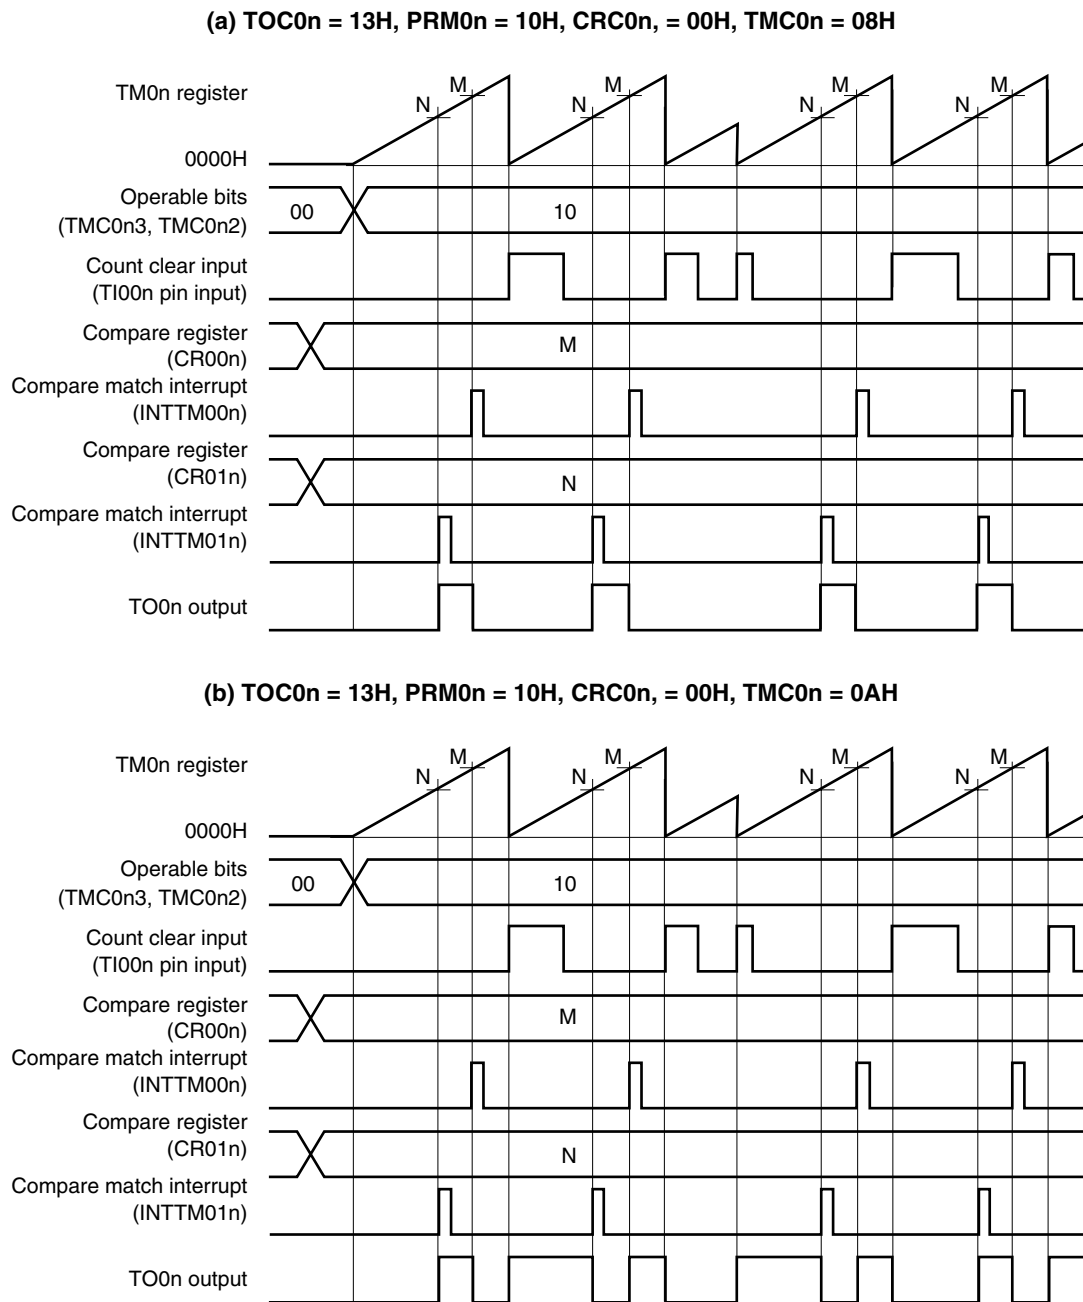 (a) TOC0n = 13H, PRM0n = 10H, CRC0n, = 00H, TMC0n = 08H
TM0n register
N M N M N M N M
0000H
Operable bits
(TMC0n3, TMC0n2)
00 10
Count clear input
(TI00n pin input)
Compare register
(CR00n)
M
Compare match interrupt
(INTTM00n)
Compare register
(CR01n)
N
Compare match interrupt
(INTTM01n)
TO0n output
(b) TOC0n = 13H, PRM0n = 10H, CRC0n, = 00H, TMC0n = 0AH
TM0n register
N M N M N M N M
0000H
Operable bits
(TMC0n3, TMC0n2)
00 10
Count clear input
(TI00n pin input)
Compare register
(CR00n)
M
Compare match interrupt
(INTTM00n)
Compare register
(CR01n)
N
Compare match interrupt
(INTTM01n)
TO0n output